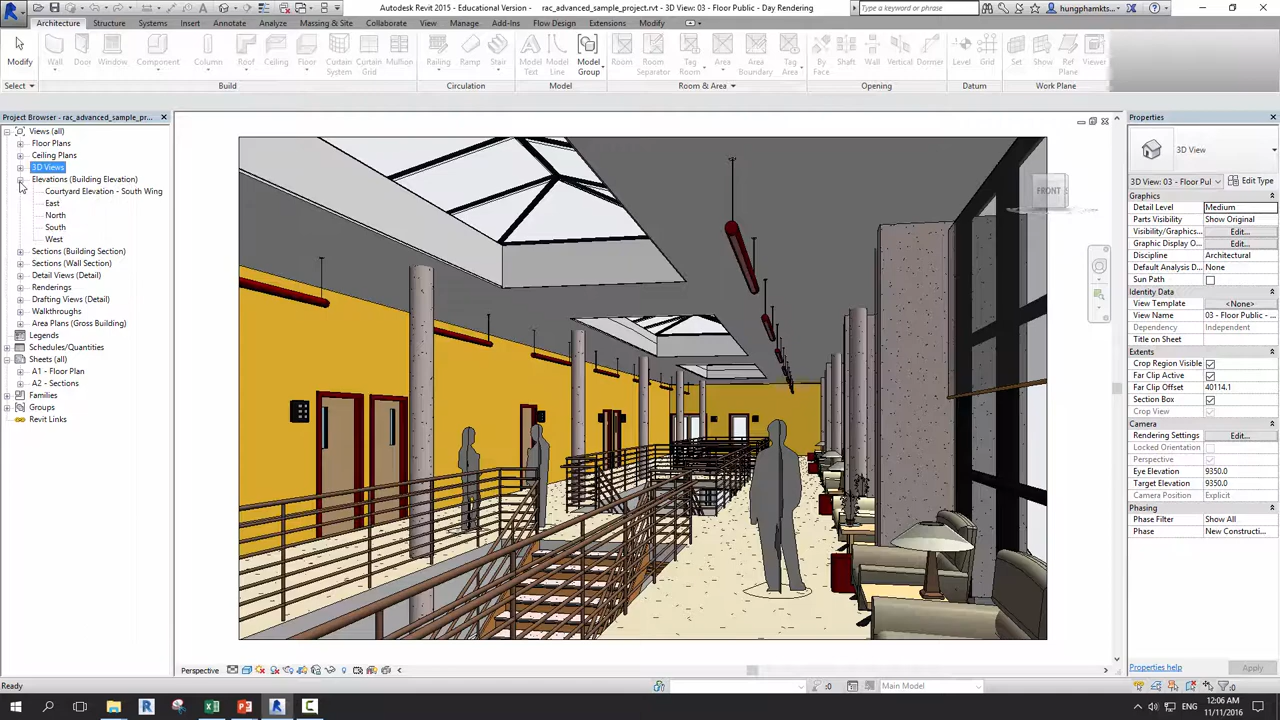 Autodesk Revit 2015 - Educational Version -    rac_advanced_sample_project.rvt - 3D View: 03 - Floor Public - Day Rendering
Type a keyword or phrase
hungphamkts...
Architecture Structure Systems Insert Annotate Analyze Massing & Site Collaborate View Manage Add-Ins Flow Design Extensions Modify
Modify Wall Door Window Component Column Roof Ceiling Floor Curtain System Curtain Grid Mullion Railing Ramp Stair Model Text Model Line Model Group Room Room Separator Tag Room Area Area Boundary Tag Area By Face Shaft Wall Vertical Dormer Level Grid Set Show Ref Plane Viewer
Select Build Circulation Model Room & Area Opening Datum Work Plane
Project Browser - rac_advanced_sample_pr...
Views (all)
Floor Plans
Ceiling Plans
3D Views
Elevations (Building Elevation)
Courtyard Elevation - South Wing
East
North
South
West
Sections (Building Section)
Sections (Wall Section)
Detail Views (Detail)
Renderings
Drafting Views (Detail)
Walkthroughs
Area Plans (Gross Building)
Legends
Schedules/Quantities
Sheets (all)
A1 - Floor Plan
A2 - Sections
Families
Groups
Revit Links
FRONT
Properties
3D View
3D View: 03 - Floor Pul Edit Type
Graphics
Detail Level Medium
Parts Visibility Show Original
Visibility/Graphics... Edit...
Graphic Display O... Edit...
Discipline Architectural
Default Analysis D... None
Sun Path
Identity Data
View Template <None>
View Name 03 - Floor Public - ...
Dependency Independent
Title on Sheet
Extents
Crop Region Visible
Far Clip Active
Far Clip Offset 40114.1
Section Box
Crop View
Camera
Rendering Settings Edit...
Locked Orientation
Perspective
Eye Elevation 9350.0
Target Elevation 9350.0
Camera Position Explicit
Phasing
Phase Filter Show All
Phase New Constructi...
Properties help Apply
Perspective
Ready
:0 Main Model :0
12:06 AM
11/11/2016